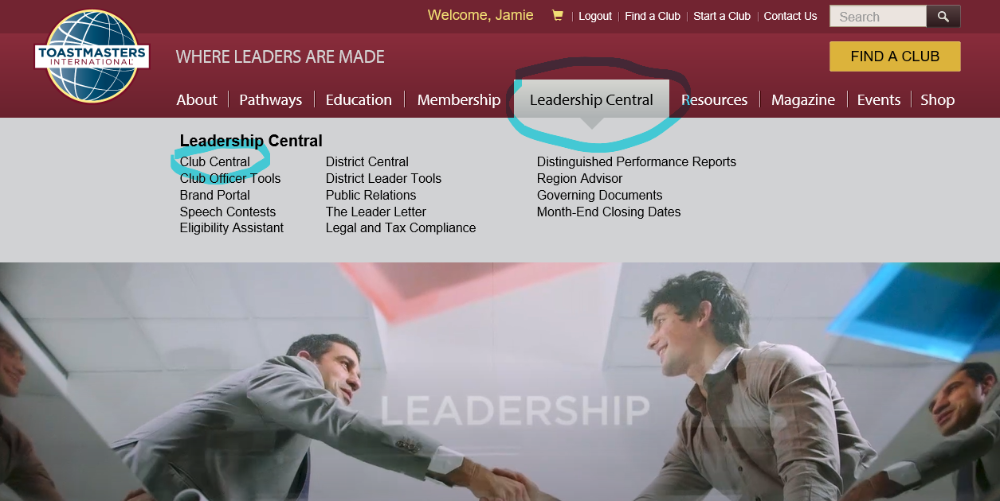 Welcome, Jamie Logout Find a Club Start a Club Contact Us Search
TOASTMASTERS
INTERNATIONAL
WHERE LEADERS ARE MADE
FIND A CLUB
About Pathways Education Membership Leadership Central Resources Magazine Events Shop
Leadership Central
Club Central District Central Distinguished Performance Reports
Club Officer Tools District Leader Tools Region Advisor
Brand Portal Public Relations Governing Documents
Speech Contests The Leader Letter Month-End Closing Dates
Eligibility Assistant Legal and Tax Compliance
LEADERSHIP